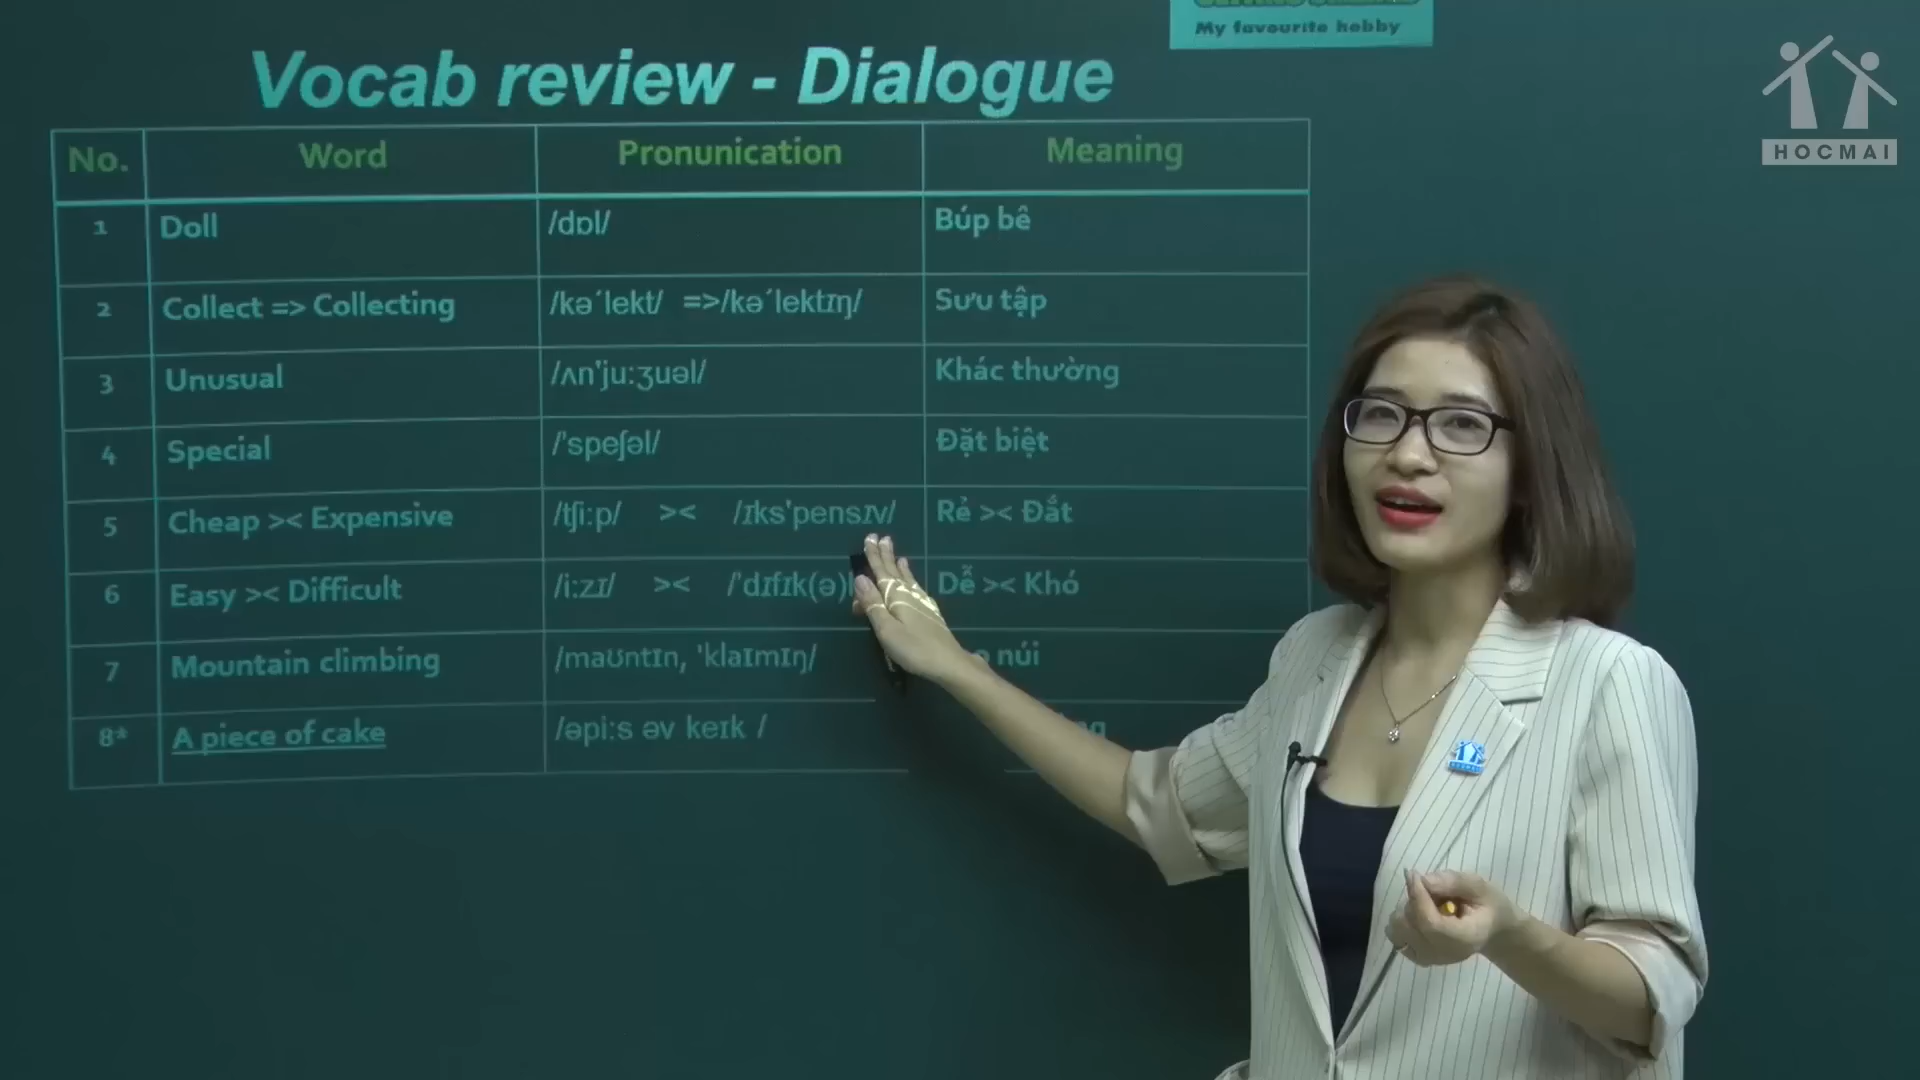 My favourite hobby
HOCMAI
Vocab review - Dialogue
No. Word Pronunication Meaning
1 Doll /dɒl/ Búp bê
2 Collect => Collecting /kə´lekt/ =>/kə´lektɪŋ/ Sưu tập
3 Unusual /ʌn'ju:ʒuəl/ Khác thường
4 Special /'speʃəl/ Đặt biệt
5 Cheap >< Expensive /tʃi:p/ >< /ɪks'pensɪv/ Rẻ >< Đắt
6 Easy >< Difficult /i:zɪ/ >< /'dɪfɪk(ə) Dễ >< Khó
7 Mountain climbing /maʊntɪn, 'klaɪmɪŋ/ núi
8* A piece of cake /əpi:s əv keɪk /